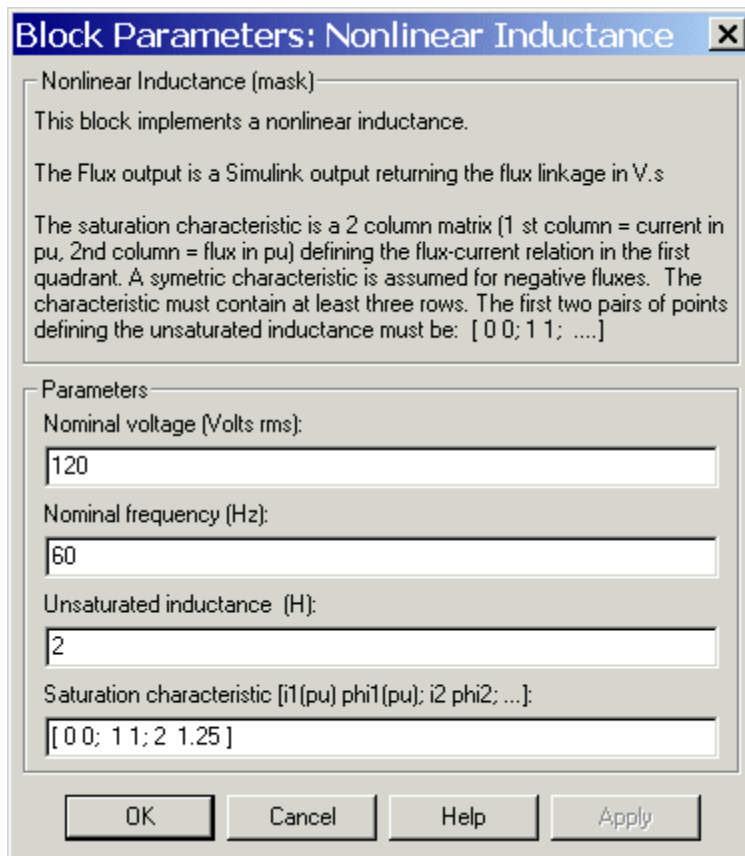 Block Parameters: Nonlinear Inductance
Nonlinear Inductance (mask)
This block implements a nonlinear inductance.
The Flux output is a Simulink output returning the flux linkage in V.s
The saturation characteristic is a 2 column matrix (1 st column = current in
pu, 2nd column = flux in pu) defining the flux-current relation in the first
quadrant. A symetric characteristic is assumed for negative fluxes.  The
characteristic must contain at least three rows. The first two pairs of points
defining the unsaturated inductance must be:  [ 0 0; 1 1;  ....]
Parameters
Nominal voltage (Volts rms):
120
Nominal frequency (Hz):
60
Unsaturated inductance  (H):
2
Saturation characteristic [i1(pu) phi1(pu); i2 phi2; ...]:
[ 0 0;  1 1; 2  1.25 ]
OK Cancel Help Apply